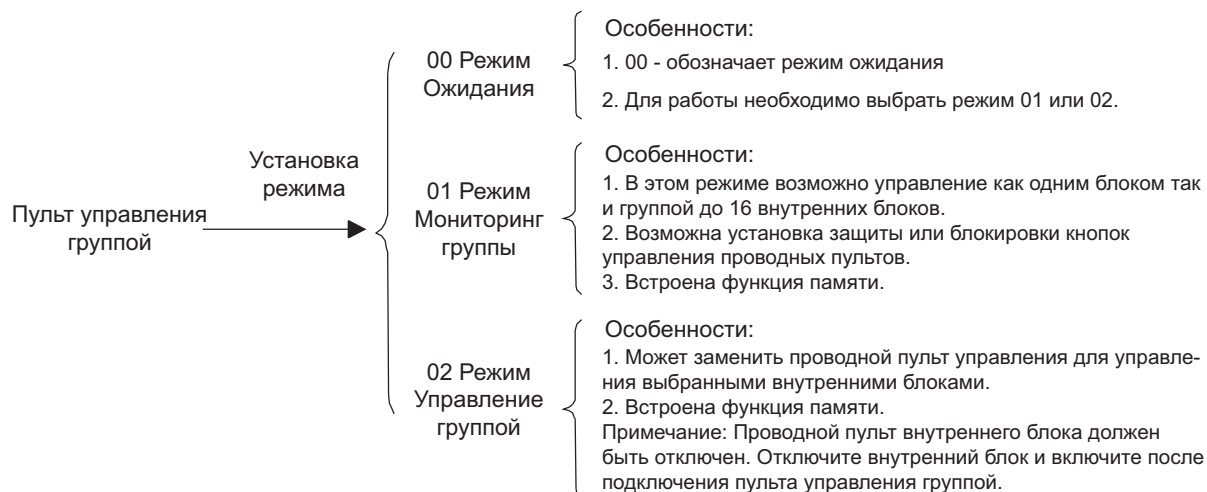 Пульт управления
группой
Установка
режима
00 Режим
Ожидания
Особенности:
1. 00 - обозначает режим ожидания
2. Для работы необходимо выбрать режим 01 или 02.
01 Режим
Мониторинг
группы
Особенности:
1. В этом режиме возможно управление как одним блоком так
и группой до 16 внутренних блоков.
2. Возможна установка защиты или блокировки кнопок
управления проводных пультов.
3. Встроена функция памяти.
02 Режим
Управление
группой
Особенности:
1. Может заменить проводной пульт управления для управле-
ния выбранными внутренними блоками.
2. Встроена функция памяти.
Примечание: Проводной пульт внутреннего блока должен
быть отключен. Отключите внутренний блок и включите после
подключения пульта управления группой.